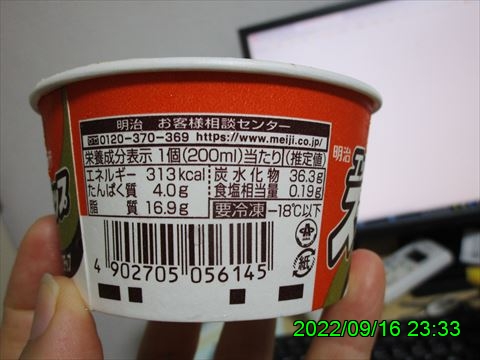 明治 お客様相談センター
0120-370-369 https://www.meiji.co.jp/
栄養成分表示 1個(200ml)当たり(推定値)
エネルギー 313kcal 炭水化物 36.3g
たんぱく質 4.0g 食塩相当量 0.19g
脂質 16.9g 要冷凍 -18℃以下
紙
4 902705 056145
明治
2022/09/16 23:33